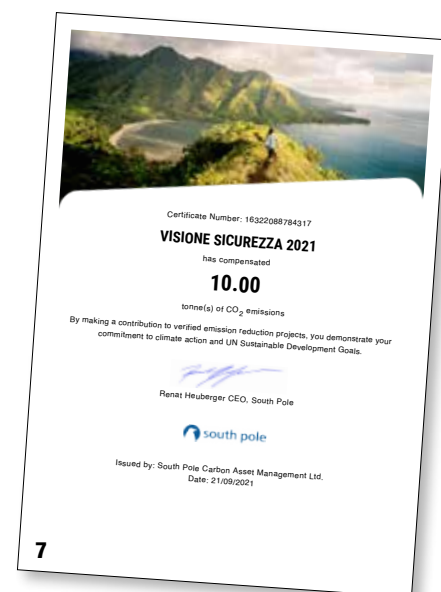 Certificate Number: 16322088784317
VISIONE SICUREZZA 2021
has compensated
10.00
tonne(s) of CO2 emissions
By making a contribution to verified emission reduction projects, you demonstrate your
commitment to climate action and UN Sustainable Development Goals.
Renat Heuberger CEO, South Pole
south pole
Issued by: South Pole Carbon Asset Management Ltd.
Date: 21/09/2021
7